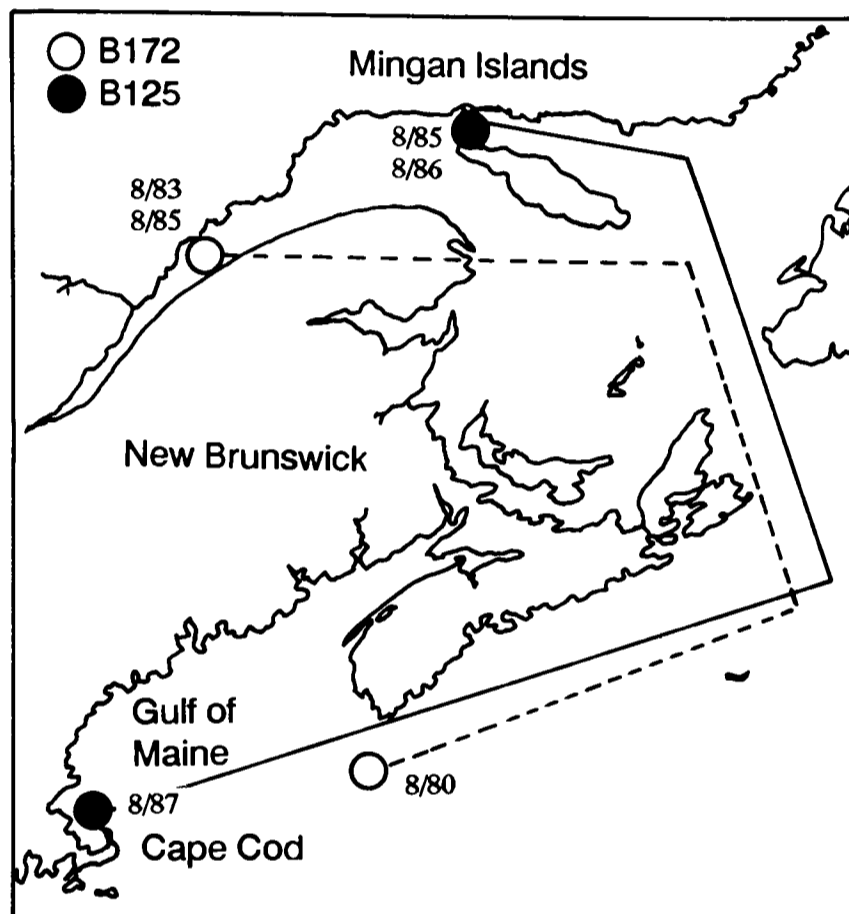 B172
B125
Mingan Islands
8/85
8/86
8/83
8/85
New Brunswick
Gulf of
Maine
8/87
8/80
Cape Cod